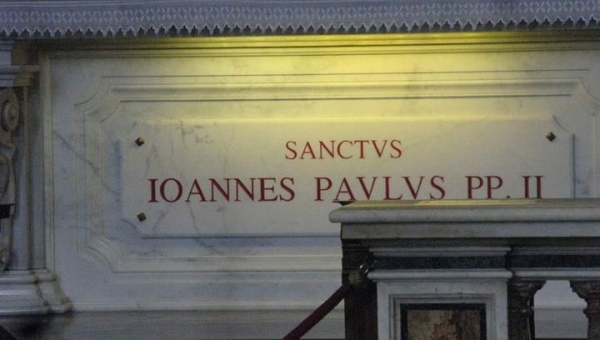 SANCTVS
IOANNES PAVLVS PP. II